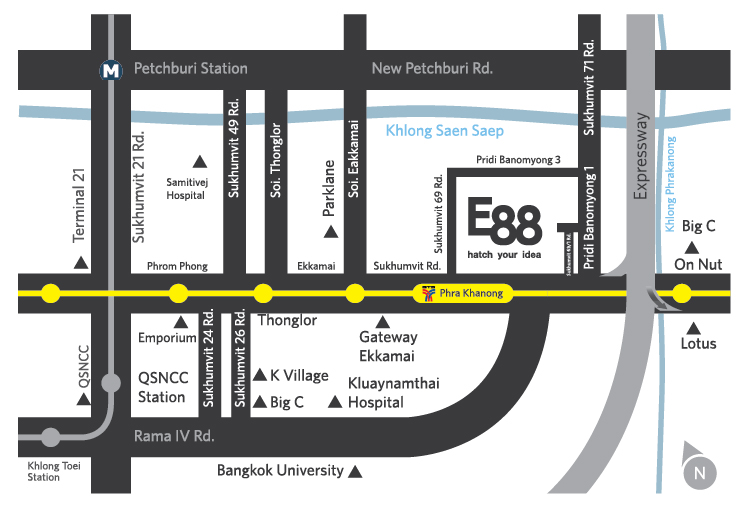 M
Petchburi Station
New Petchburi Rd.
Sukhumvit 71 Rd.
Khlong Saen Saep
Sukhumvit 49 Rd.
Soi. Thonglor
Soi. Eakkamai
Expressway
Khlong Phrakanong
Terminal 21
Sukhumvit 21 Rd.
Samitivej
Hospital
Parklane
Pridi Banomyong 3
Sukhumvit 69 Rd.
E88
hatch your idea
Pridi Banomyong 1
Big C
On Nut
Phrom Phong
Ekkamai
Sukhumvit Rd.
Phra Khanong
Emporium
Sukhumvit 24 Rd.
Sukhumvit 26 Rd.
Thonglor
Gateway
Ekkamai
Lotus
QSNCC
QSNCC
Station
K Village
Big C
Kluaynamthai
Hospital
Rama IV Rd.
Khlong Toei
Station
Bangkok University
N